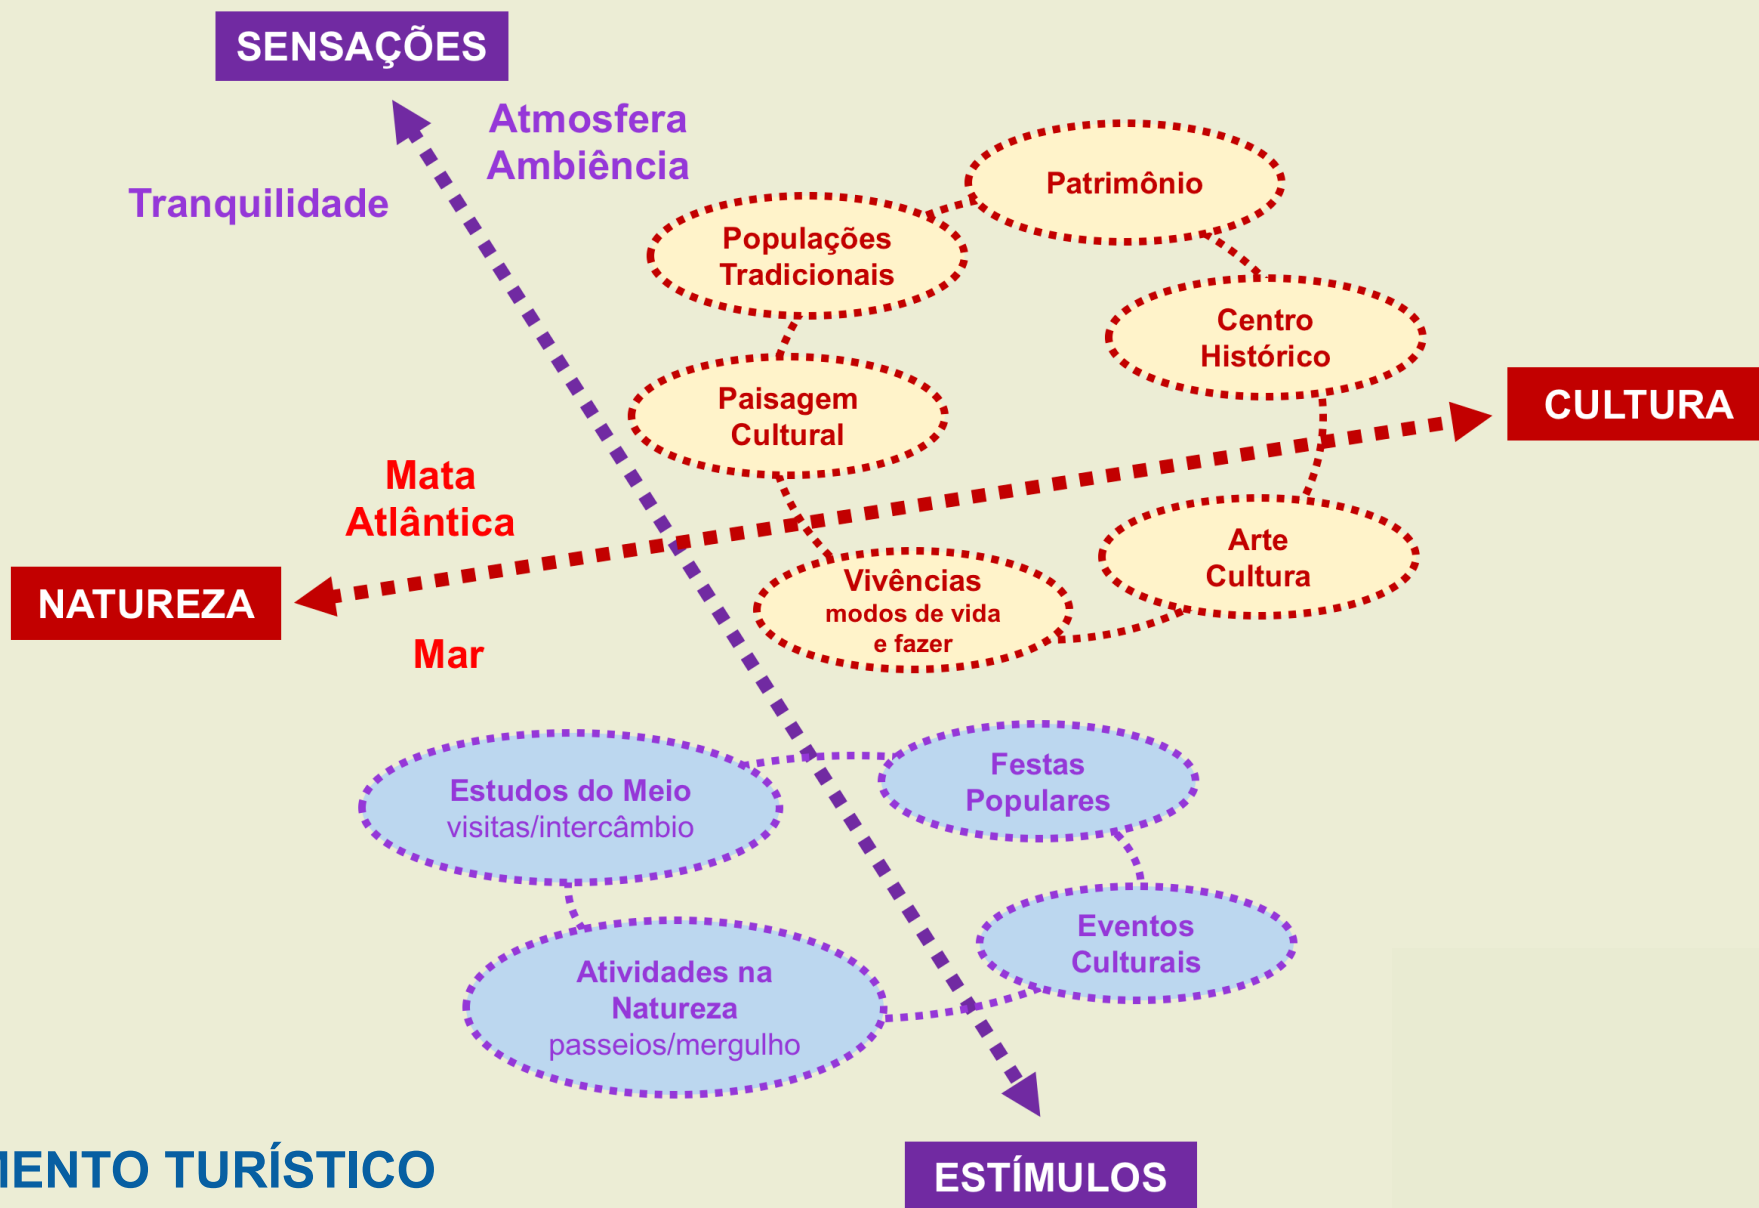 SENSAÇÕES
Atmosfera
Ambiência
Tranquilidade
Patrimônio
Populações
Tradicionais
Centro
Histórico
CULTURA
Paisagem
Cultural
Mata
Atlântica
NATUREZA
Mar
Arte
Cultura
Vivências
modos de vida
e fazer
Estudos do Meio
visitas/intercâmbio
Festas
Populares
Eventos
Culturais
Atividades na
Natureza
passeios/mergulho
MENTO TURÍSTICO
ESTÍMULOS